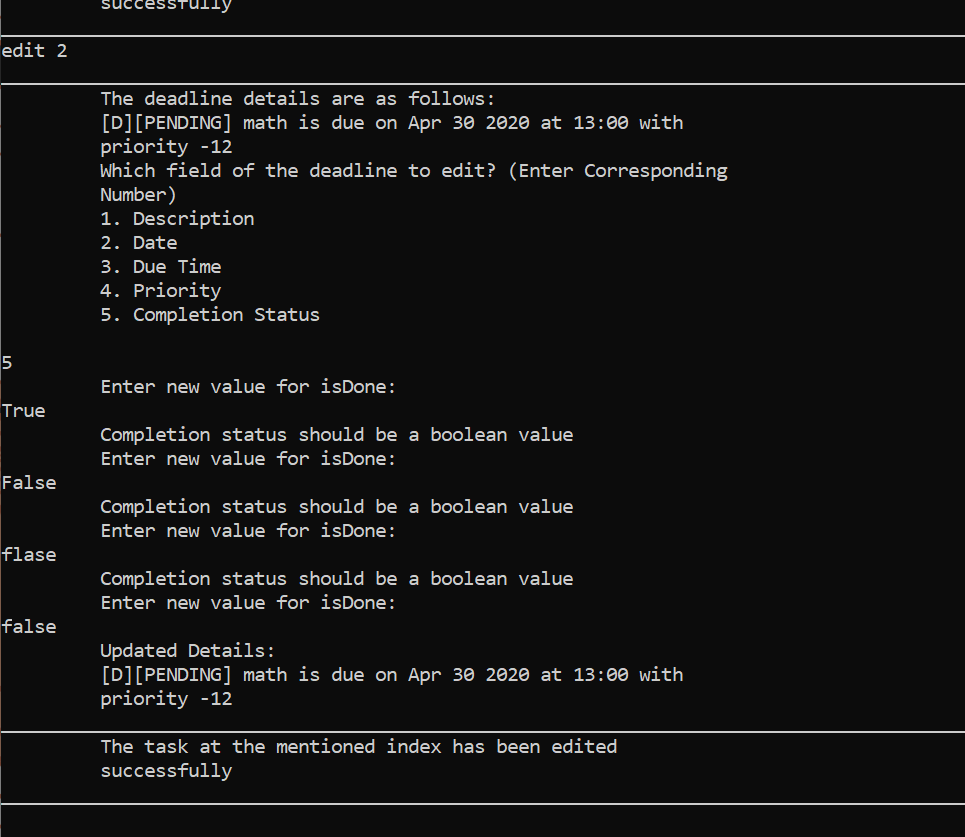 successfully
edit 2
The deadline details are as follows:
[D][PENDING] math is due on Apr 30 2020 at 13:00 with
priority -12
Which field of the deadline to edit? (Enter Corresponding
Number)
1. Description
2. Date
3. Due Time
4. Priority
5. Completion Status
5
Enter new value for isDone:
True
Completion status should be a boolean value
Enter new value for isDone:
False
Completion status should be a boolean value
Enter new value for isDone:
flase
Completion status should be a boolean value
Enter new value for isDone:
false
Updated Details:
[D][PENDING] math is due on Apr 30 2020 at 13:00 with
priority -12
The task at the mentioned index has been edited
successfully